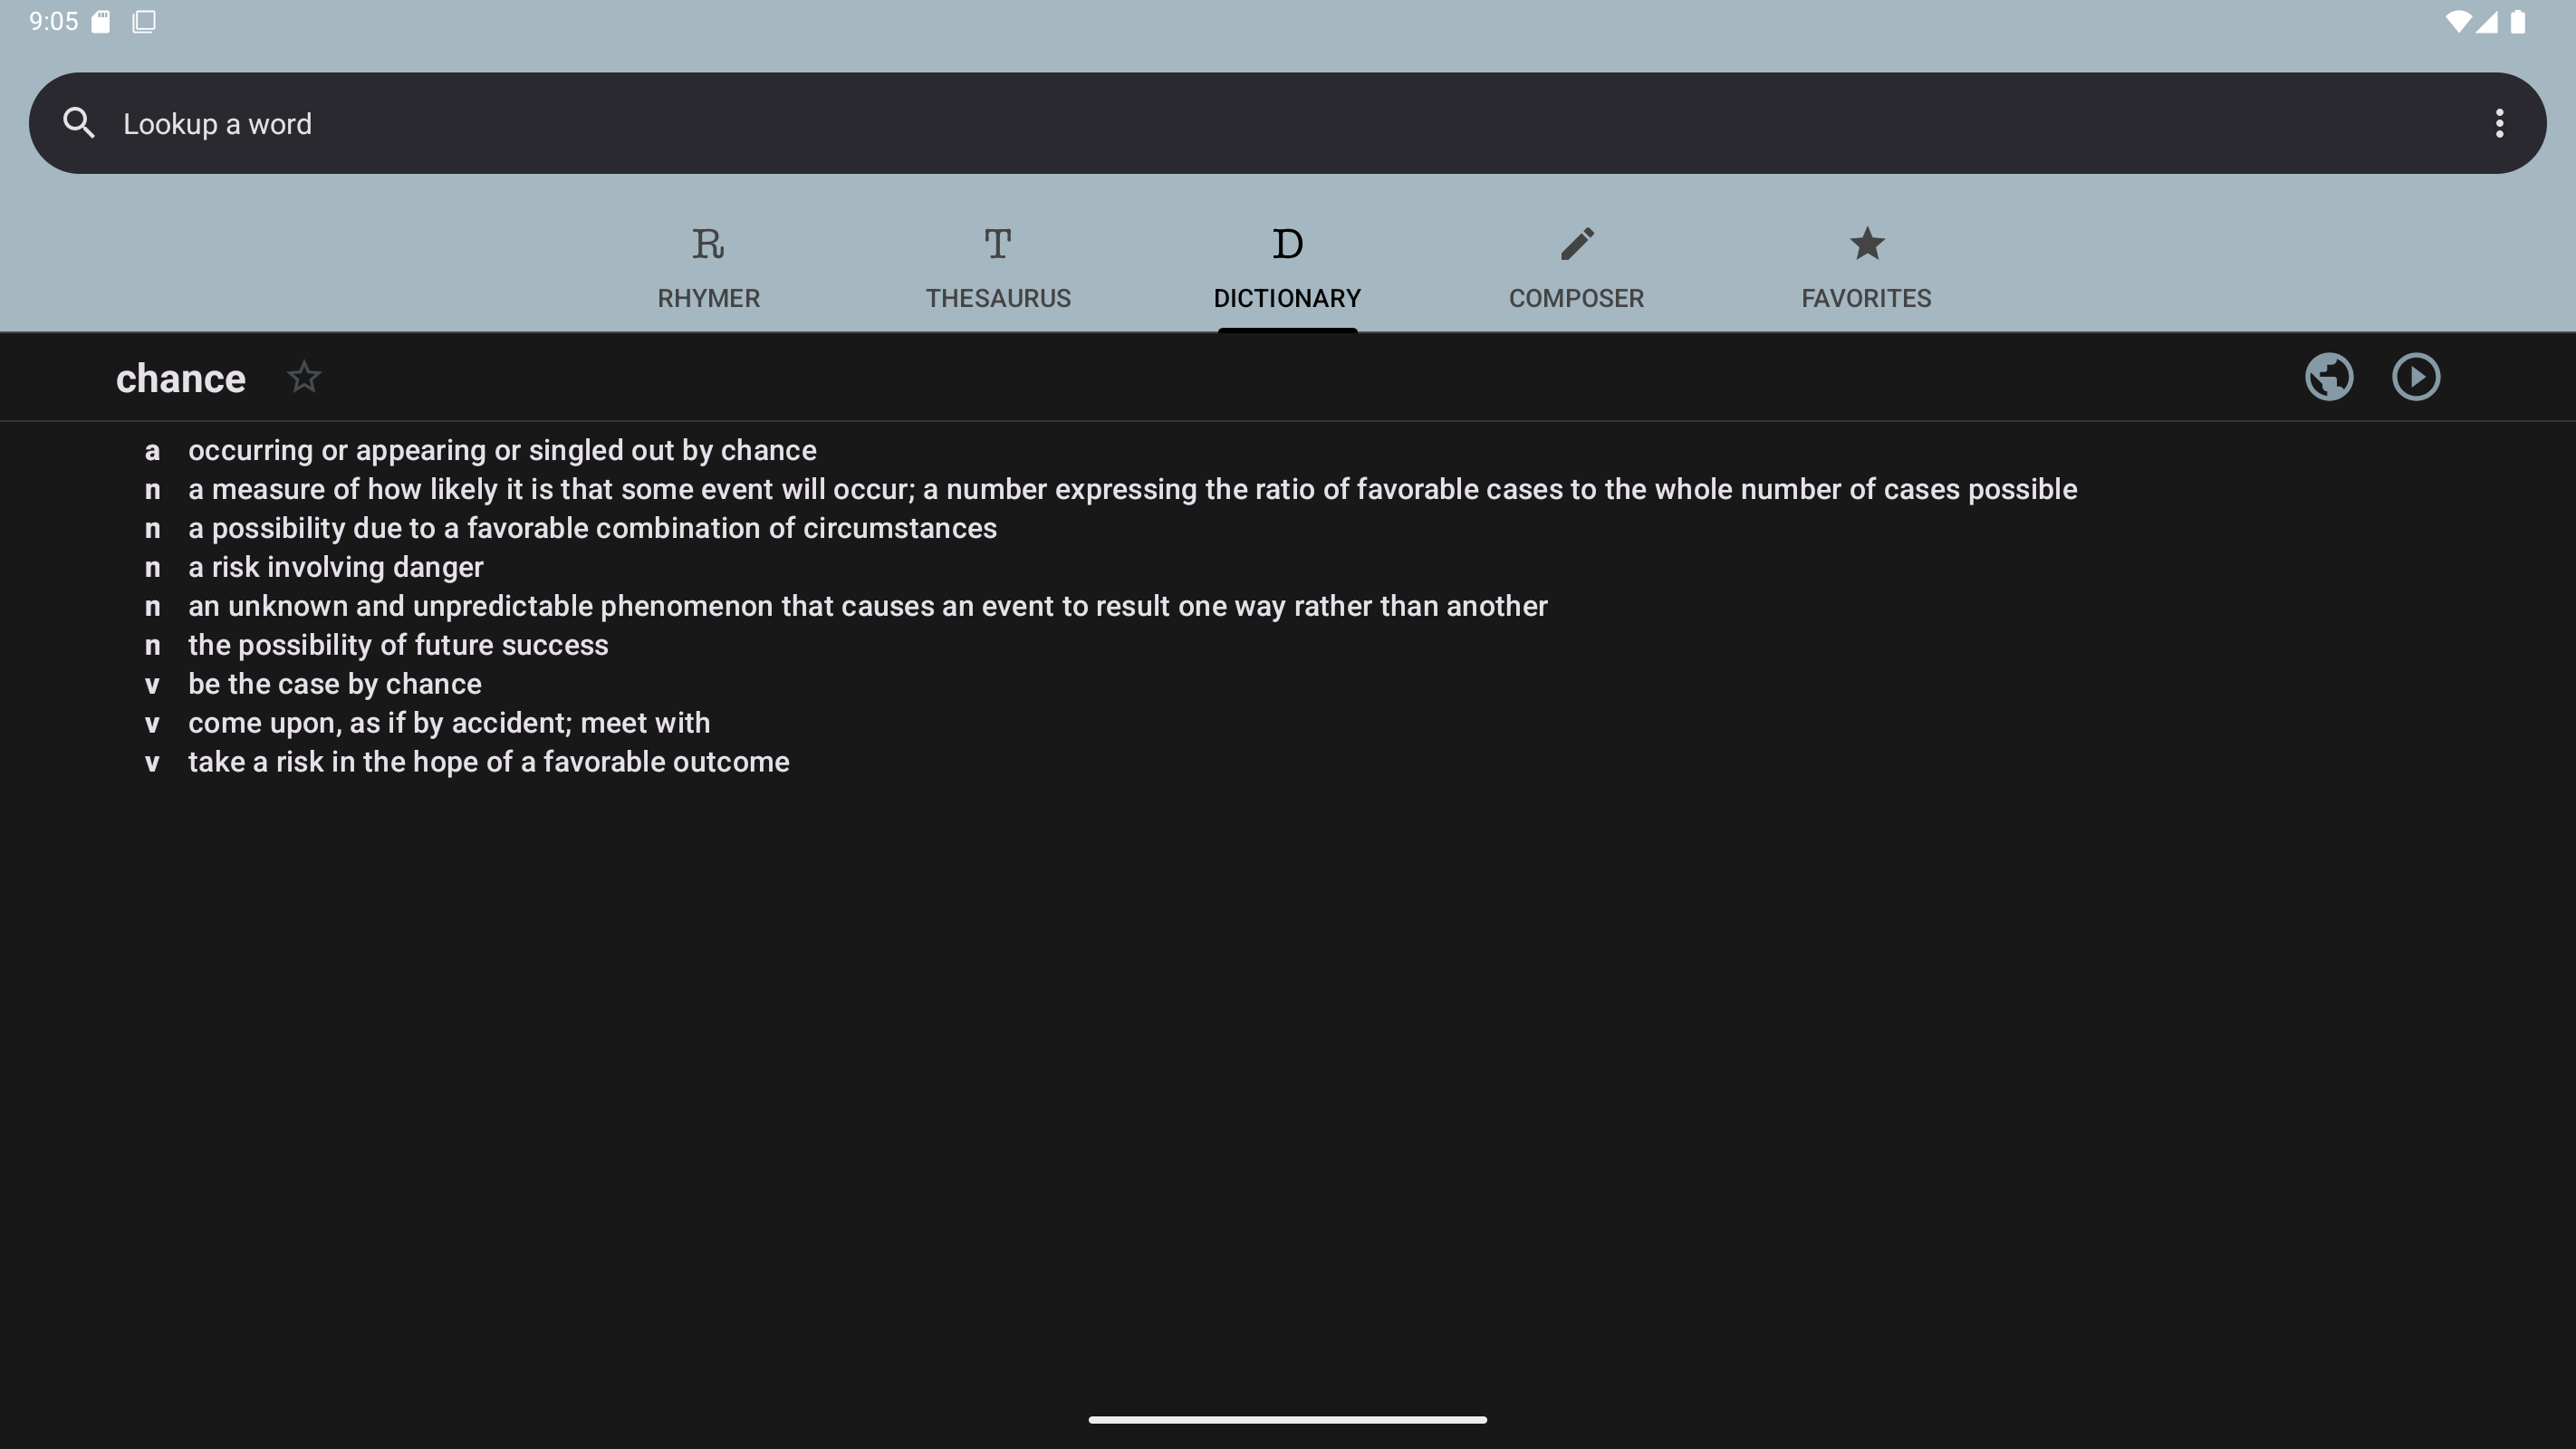 9:05
Lookup a word
R T D
RHYMER THESAURUS DICTIONARY COMPOSER FAVORITES
chance
a occurring or appearing or singled out by chance
n a measure of how likely it is that some event will occur; a number expressing the ratio of favorable cases to the whole number of cases possible
n a possibility due to a favorable combination of circumstances
n a risk involving danger
n an unknown and unpredictable phenomenon that causes an event to result one way rather than another
n the possibility of future success
v be the case by chance
v come upon, as if by accident; meet with
v take a risk in the hope of a favorable outcome